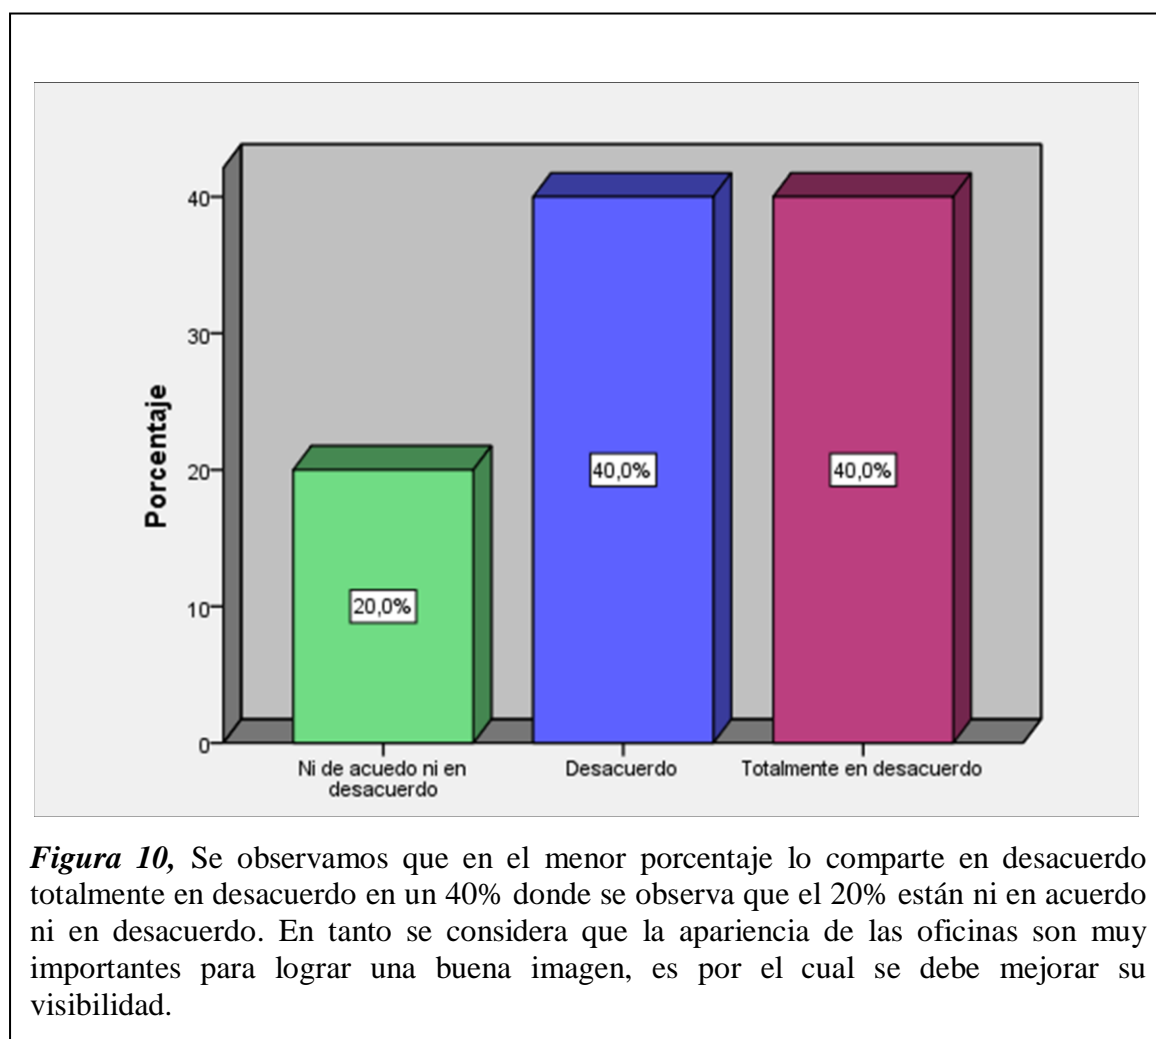 Porcentaje
40
30
20
10
0
20,0%
40,0%
40,0%
Ni de acuedo ni en
desacuerdo
Desacuerdo
Totalmente en desacuerdo
Figura 10, Se observamos que en el menor porcentaje lo comparte en desacuerdo
totalmente en desacuerdo en un 40% donde se observa que el 20% están ni en acuerdo
ni en desacuerdo. En tanto se considera que la apariencia de las oficinas son muy
importantes para lograr una buena imagen, es por el cual se debe mejorar su
visibilidad.